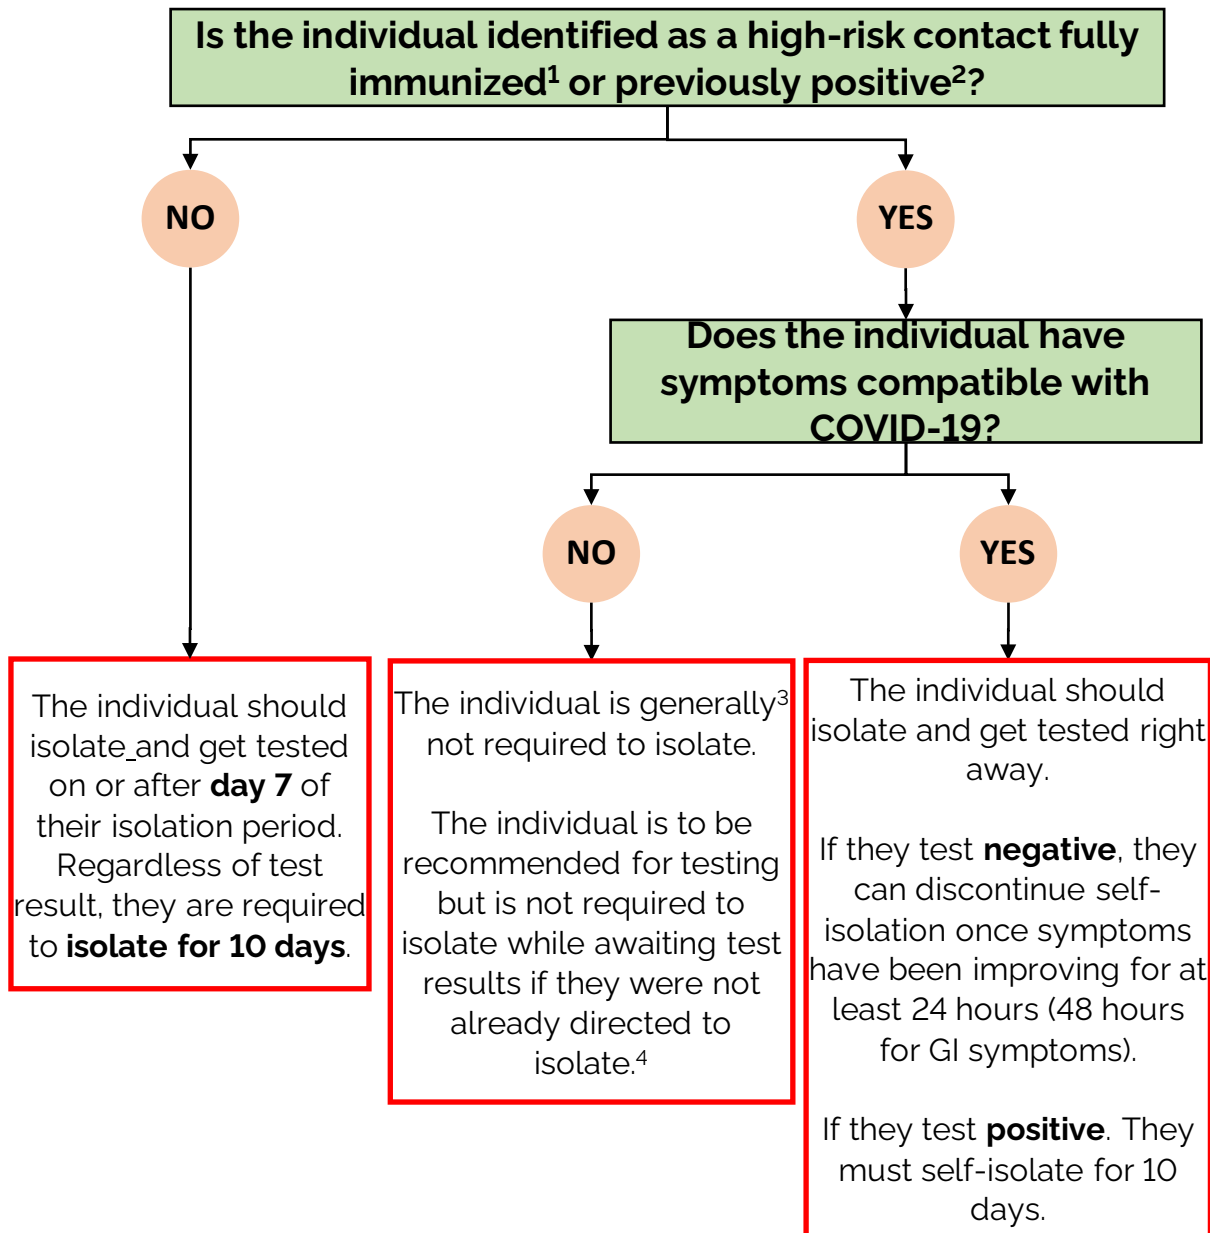 Is the individual identified as a high-risk contact fully
immunized¹ or previously positive²?
NO
YES
Does the individual have
symptoms compatible with
COVID-19?
NO
YES
The individual should
isolate and get tested
on or after day 7 of
their isolation period.
Regardless of test
result, they are required
to isolate for 10 days.
The individual is generally³
not required to isolate.
The individual is to be
recommended for testing
but is not required to
isolate while awaiting test
results if they were not
already directed to
isolate.⁴
The individual should
isolate and get tested right
away.
If they test negative, they
can discontinue self-
isolation once symptoms
have been improving for at
least 24 hours (48 hours
for GI symptoms).
If they test positive. They
must self-isolate for 10
days.